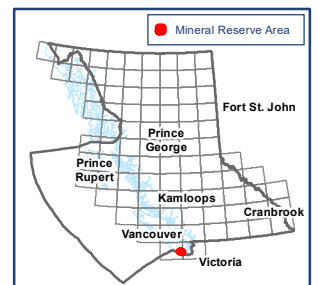 Mineral Reserve Area
Fort St. John
Prince
George
Prince
Rupert
Kamloops
Cranbrook
Vancouver
Victoria